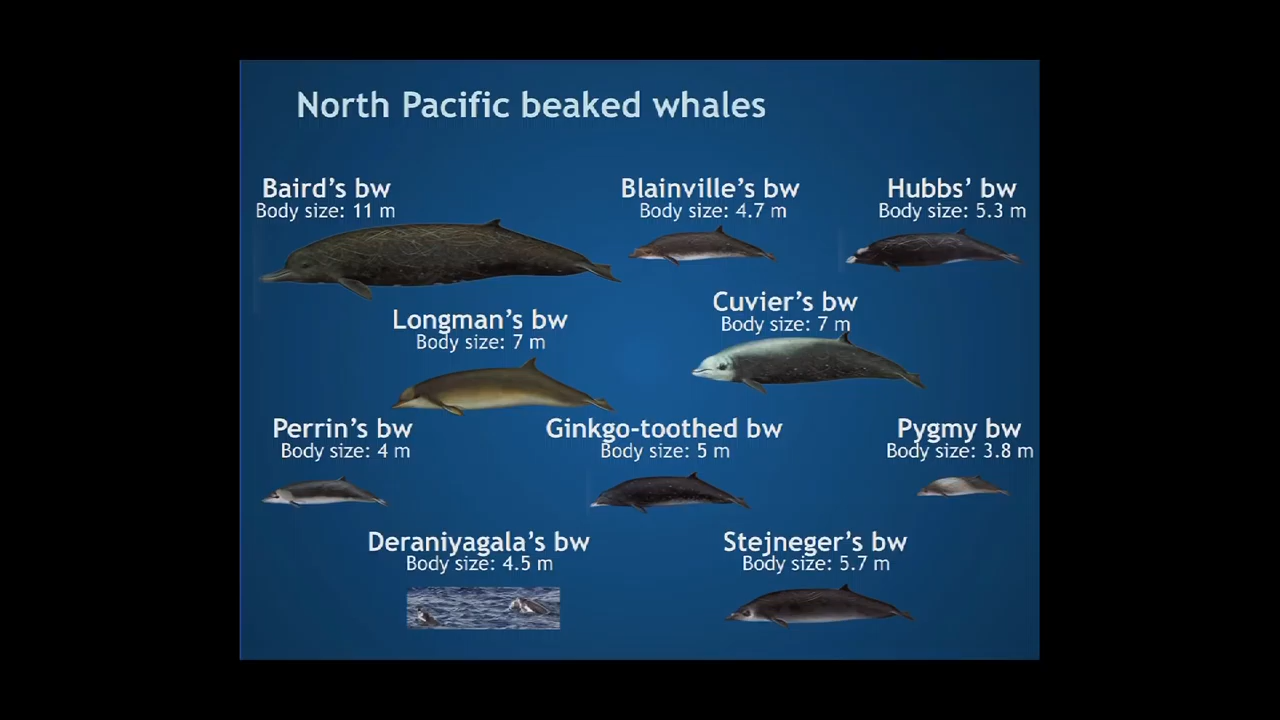 North Pacific beaked whales
Baird's bw
Body size: 11 m
Blainville's bw
Body size: 4.7 m
Hubbs' bw
Body size: 5.3 m
Longman's bw
Body size: 7 m
Cuvier's bw
Body size: 7 m
Perrin's bw
Body size: 4 m
Ginkgo-toothed bw
Body size: 5 m
Pygmy bw
Body size: 3.8 m
Deraniyagala's bw
Body size: 4.5 m
Stejneger's bw
Body size: 5.7 m